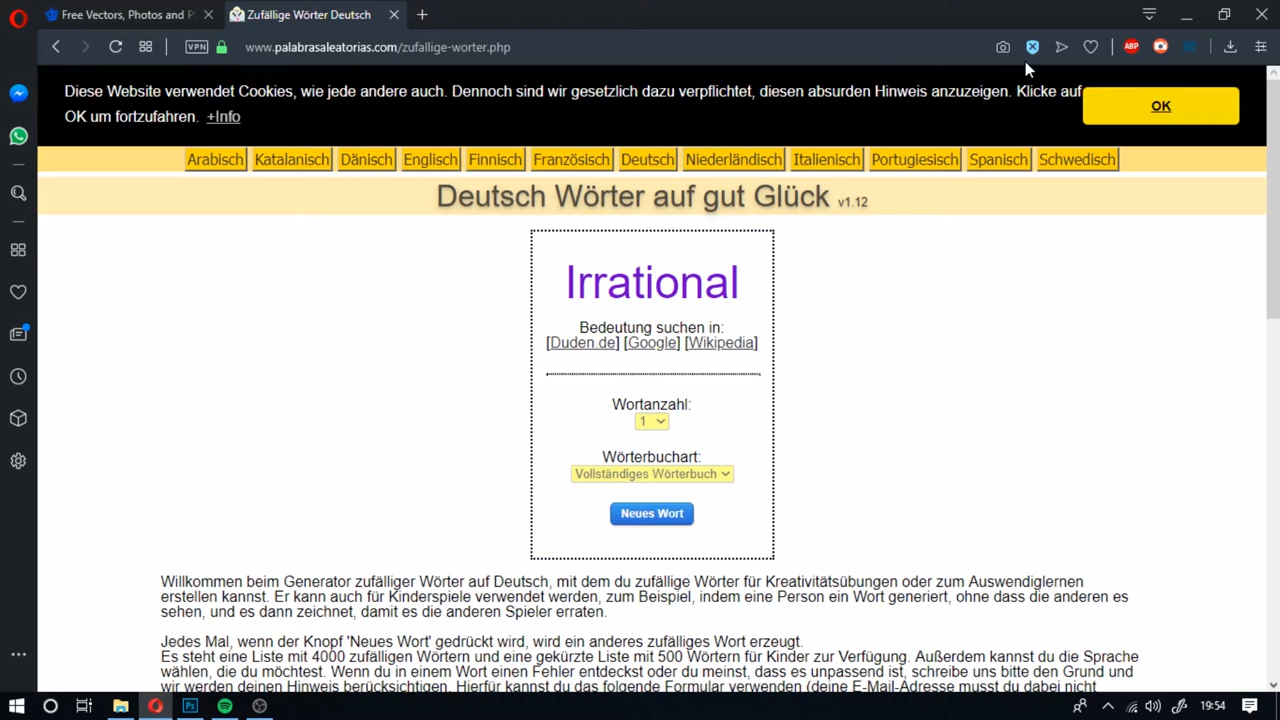 Free Vectors, Photos and P
Zufällige Wörter Deutsch
VPN
www.palabrasaleatorias.com/zufallige-worter.php
ABP
Diese Website verwendet Cookies, wie jede andere auch. Dennoch sind wir gesetzlich dazu verpflichtet, diesen absurden Hinweis anzuzeigen. Klicke auf
OK um fortzufahren. +Info
OK
Arabisch Katalanisch Dänisch Englisch Finnisch Französisch Deutsch Niederländisch Italienisch Portugiesisch Spanisch Schwedisch
Deutsch Wörter auf gut Glück v1.12
Irrational
Bedeutung suchen in:
[Duden.de] [Google] [Wikipedia]
Wortanzahl:
1
Wörterbuchart:
Vollständiges Wörterbuch
Neues Wort
Willkommen beim Generator zufälliger Wörter auf Deutsch, mit dem du zufällige Wörter für Kreativitätsübungen oder zum Auswendiglernen
erstellen kannst. Er kann auch für Kinderspiele verwendet werden, zum Beispiel, indem eine Person ein Wort generiert, ohne dass die anderen es
sehen, und es dann zeichnet, damit es die anderen Spieler erraten.
Jedes Mal, wenn der Knopf 'Neues Wort' gedrückt wird, wird ein anderes zufälliges Wort erzeugt.
Es steht eine Liste mit 4000 zufälligen Wörtern und eine gekürzte Liste mit 500 Wörtern für Kinder zur Verfügung. Außerdem kannst du die Sprache
wählen, die du möchtest. Wenn du in einem Wort einen Fehler entdeckst oder du meinst, dass es unpassend ist, schreibe uns bitte den Grund und
wir werden deinen Hinweis berücksichtigen. Hierfür kannst du das folgende Formular verwenden (deine E-Mail-Adresse musst du dabei nicht
Ps
19:54